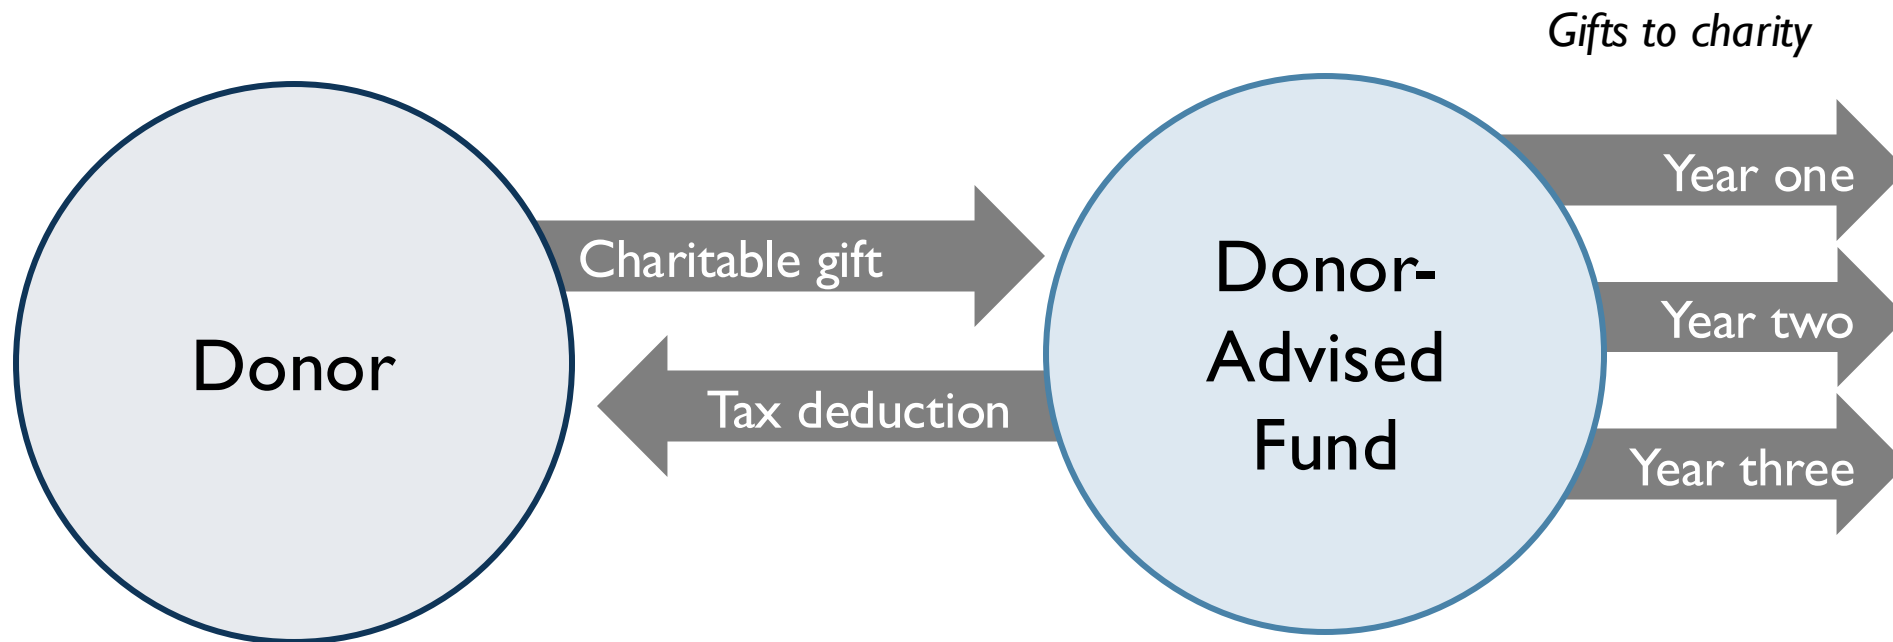 Gifts to charity
Donor
Charitable gift
Tax deduction
Donor-
Advised
Fund
Year one
Year two
Year three